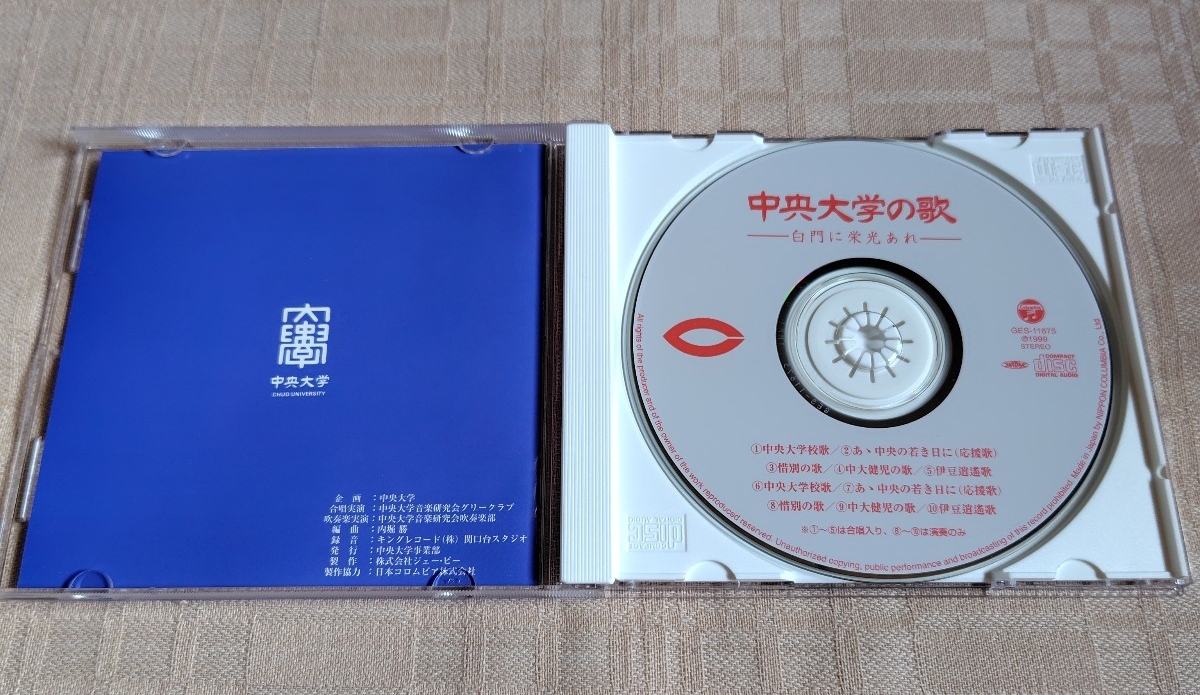 大學
中央大学
CHUO UNIVERSITY
企画:中央大学
合唱実演:中央大学音楽研究会グリークラブ
吹奏楽実演:中央大学音楽研究会吹奏楽部
編曲:内堀 勝
録音:キングレコード(株) 関口台スタジオ
発行:中央大学事業部
製作:株式会社ジェー・ピー
製作協力:日本コロムビア株式会社
中央大学の歌
白門に栄光あれ
Columbia
GES-11675
℗1999
STEREO
COMPACT
disc
DIGITAL AUDIO
①中央大学校歌/②あゝ中央の若き日に(応援歌)
③惜別の歌/④中大健児の歌/⑤伊豆逍遙歌
⑥中央大学校歌/⑦あゝ中央の若き日に(応援歌)
⑧惜別の歌/⑨中大健児の歌/⑩伊豆逍遙歌
※①~⑤は合唱入り、⑥~⑩は演奏のみ
All rights of the producer and of the owner of the work reproduced reserved. Unauthorized copying, public performance and broadcasting of this record prohibited. Made in Japan by NIPPON COLUMBIA Co., Ltd